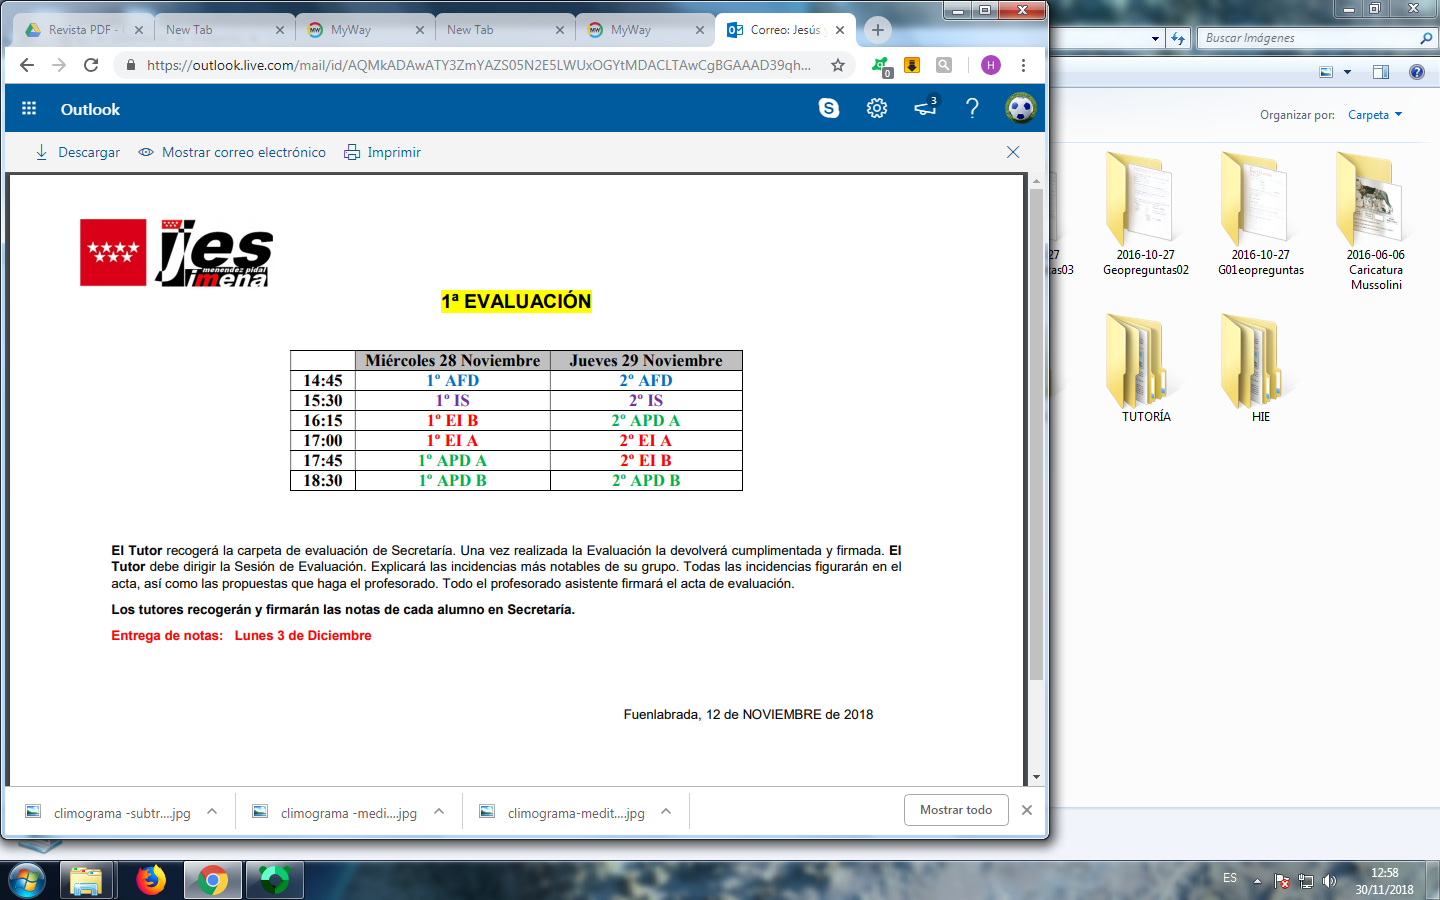 Revista PDF -
New Tab
MyWay
New Tab
MyWay
Correo: Jesús
https://outlook.live.com/mail/id/AQMkADAwATY3ZmYAZS05N2E5LWUxOGYtMDACLTAwCgBGAAAD39qh...
0
H
Buscar Imágenes
Outlook
3
Organizar por: Carpeta
Descargar
Mostrar correo electrónico
Imprimir
jes
menéndez pidal
jimena
1ª EVALUACIÓN
Miércoles 28 Noviembre Jueves 29 Noviembre
14:45 1º AFD 2º AFD
15:30 1º IS 2º IS
16:15 1º EI B 2º APD A
17:00 1º EI A 2º EI A
17:45 1º APD A 2º EI B
18:30 1º APD B 2º APD B
El Tutor recogerá la carpeta de evaluación de Secretaría. Una vez realizada la Evaluación la devolverá cumplimentada y firmada. El
Tutor debe dirigir la Sesión de Evaluación. Explicará las incidencias más notables de su grupo. Todas las incidencias figurarán en el
acta, así como las propuestas que haga el profesorado. Todo el profesorado asistente firmará el acta de evaluación.
Los tutores recogerán y firmarán las notas de cada alumno en Secretaría.
Entrega de notas: Lunes 3 de Diciembre
Fuenlabrada, 12 de NOVIEMBRE de 2018
27
as03
2016-10-27
Geopreguntas02
2016-10-27
G01eopreguntas
2016-06-06
Caricatura
Mussolini
TUTORÍA
HIE
climograma -subtr....jpg
climograma -medi....jpg
climograma-medit....jpg
Mostrar todo
ES
12:58
30/11/2018